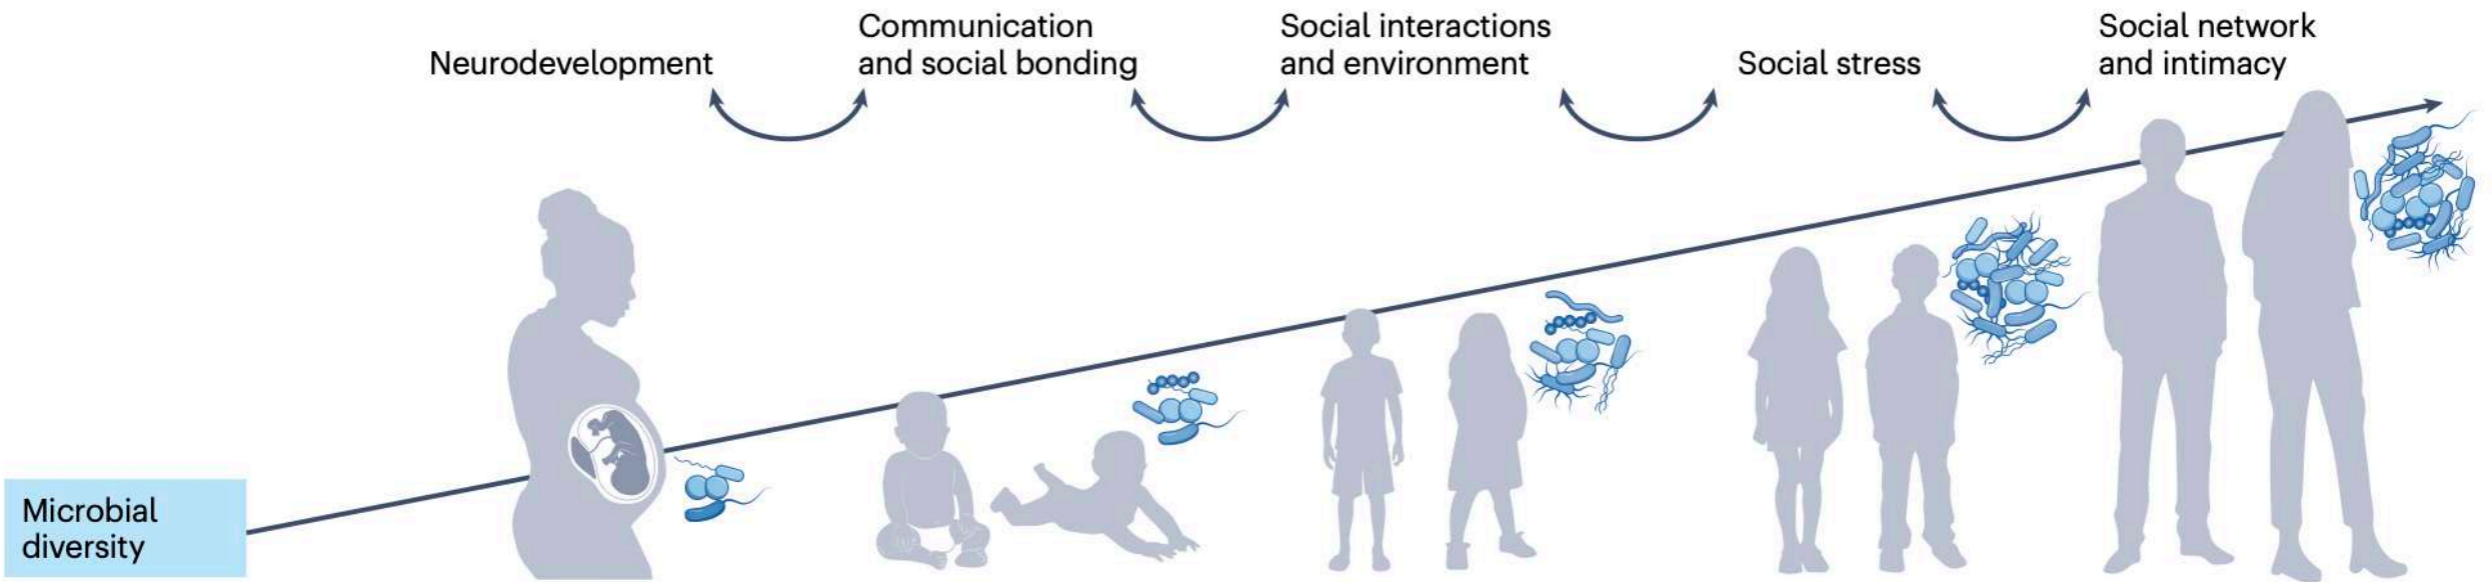 Neurodevelopment
Communication
and social bonding
Social interactions
and environment
Social stress
Social network
and intimacy
Microbial
diversity